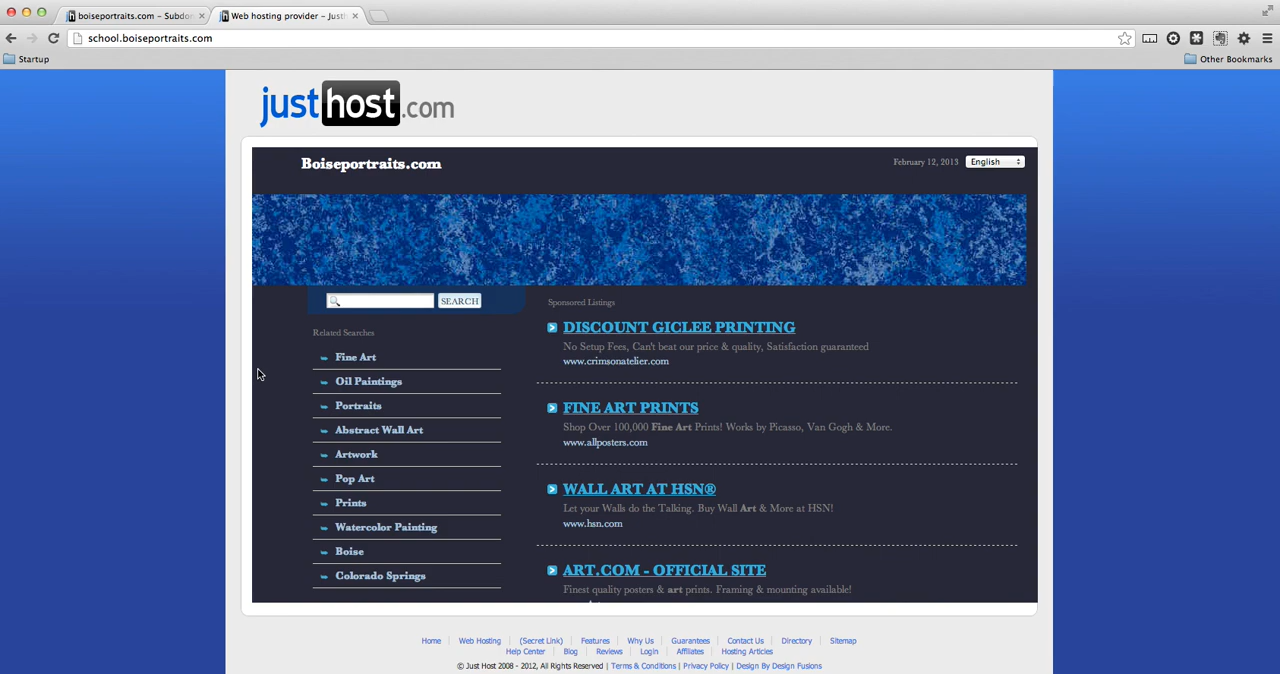 boiseportraits.com - Subdo
Web hosting provider - Just
school.boiseportraits.com
Startup
Other Bookmarks
justhost.com
Boiseportraits.com
February 12, 2013
English
SEARCH
Related Searches
Fine Art
Oil Paintings
Portraits
Abstract Wall Art
Artwork
Pop Art
Prints
Watercolor Painting
Boise
Colorado Springs
Sponsored Listings
DISCOUNT GICLEE PRINTING
No Setup Fees, Can't beat our price & quality, Satisfaction guaranteed
www.crimsonatelier.com
FINE ART PRINTS
Shop Over 100,000 Fine Art Prints! Works by Picasso, Van Gogh & More.
www.allposters.com
WALL ART AT HSN®
Let your Walls do the Talking. Buy Wall Art & More at HSN!
www.hsn.com
ART.COM - OFFICIAL SITE
Finest quality posters & art prints. Framing & mounting available!
Home Web Hosting (Secret Link) Features Why Us Guarantees Contact Us Directory Sitemap
Help Center Blog Reviews Login Affiliates Hosting Articles
© Just Host 2008 - 2012, All Rights Reserved | Terms & Conditions | Privacy Policy | Design By Design Fusions